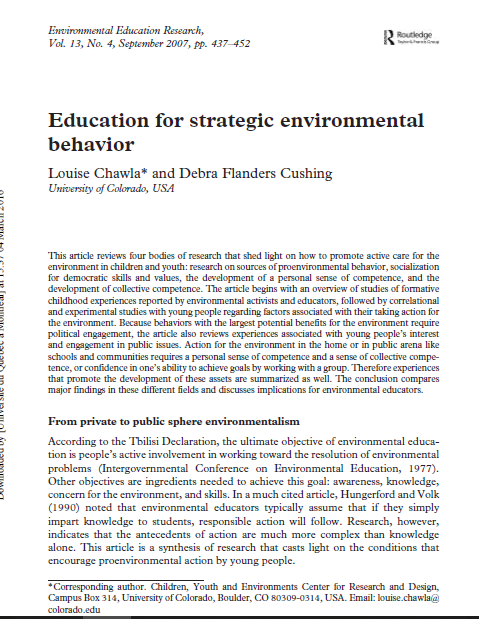 Environmental Education Research,
Vol. 13, No. 4, September 2007, pp. 437–452
Routledge
Taylor & Francis Group
Education for strategic environmental
behavior
Louise Chawla* and Debra Flanders Cushing
University of Colorado, USA
This article reviews four bodies of research that shed light on how to promote active care for the
environment in children and youth: research on sources of proenvironmental behavior, socialization
for democratic skills and values, the development of a personal sense of competence, and the
development of collective competence. The article begins with an overview of studies of formative
childhood experiences reported by environmental activists and educators, followed by correlational
and experimental studies with young people regarding factors associated with their taking action for
the environment. Because behaviors with the largest potential benefits for the environment require
political engagement, the article also reviews experiences associated with young people's interest
and engagement in public issues. Action for the environment in the home or in public arena like
schools and communities requires a personal sense of competence and a sense of collective compe-
tence, or confidence in one's ability to achieve goals by working with a group. Therefore experiences
that promote the development of these assets are summarized as well. The conclusion compares
major findings in these different fields and discusses implications for environmental educators.
From private to public sphere environmentalism
According to the Tbilisi Declaration, the ultimate objective of environmental educa-
tion is people's active involvement in working toward the resolution of environmental
problems (Intergovernmental Conference on Environmental Education, 1977).
Other objectives are ingredients needed to achieve this goal: awareness, knowledge,
concern for the environment, and skills. In a much cited article, Hungerford and Volk
(1990) noted that environmental educators typically assume that if they simply
impart knowledge to students, responsible action will follow. Research, however,
indicates that the antecedents of action are much more complex than knowledge
alone. This article is a synthesis of research that casts light on the conditions that
encourage proenvironmental action by young people.
*Corresponding author. Children, Youth and Environments Center for Research and Design,
Campus Box 314, University of Colorado, Boulder, CO 80309-0314, USA. Email: louise.chawla@
colorado.edu
Downloaded by [Université du Québec à Montréal] at 04 March 2016